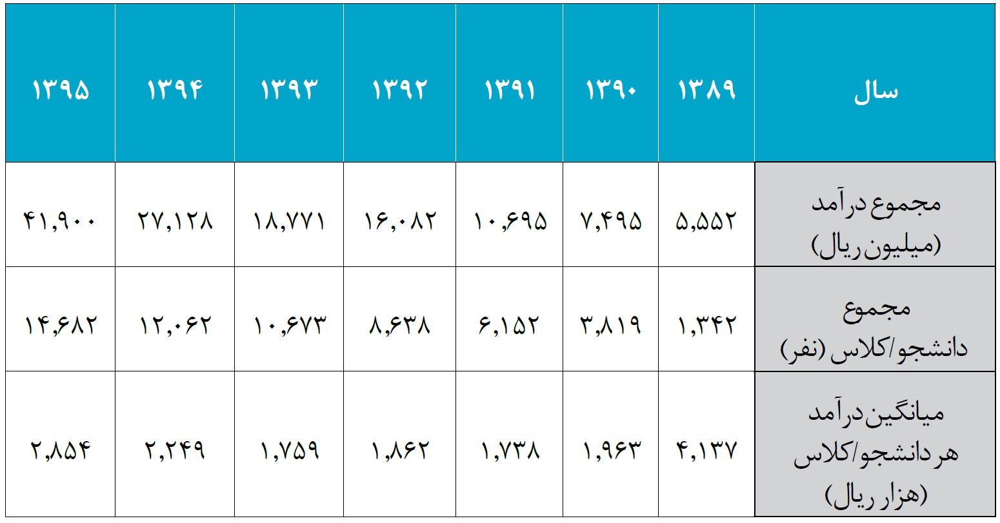 سال ۱۳۸۹ ۱۳۹۰ ۱۳۹۱ ۱۳۹۲ ۱۳۹۳ ۱۳۹۴ ۱۳۹۵
مجموع درآمد
(میلیون ریال) ۵,۵۵۲ ۷,۴۹۵ ۱۰,۶۹۵ ۱۶,۰۸۲ ۱۸,۷۷۱ ۲۷,۱۲۸ ۴۱,۹۰۰
مجموع
دانشجو/کلاس (نفر) ۱,۳۴۲ ۳,۸۱۹ ۶,۱۵۲ ۸,۶۳۸ ۱۰,۶۷۳ ۱۲,۰۶۲ ۱۴,۶۸۲
میانگین درآمد
هر دانشجو/کلاس ۴,۱۳۷ ۱,۹۶۳ ۱,۷۳۸ ۱,۸۶۲ ۱,۷۵۹ ۲,۲۴۹ ۲,۸۵۴
(هزار ریال)